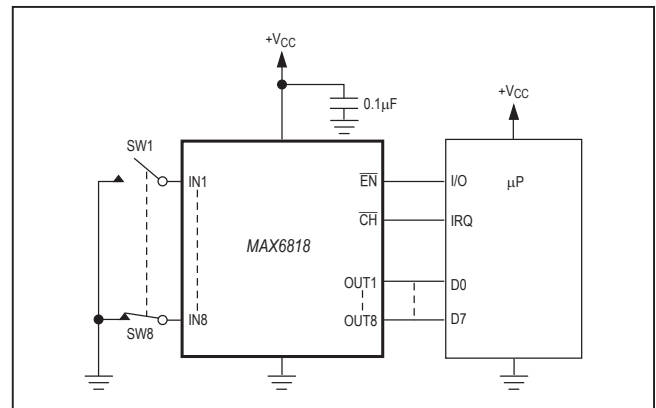 +VCC
0.1μF
+VCC
SW1
IN1
EN
I/O
μP
CH
IRQ
MAX6818
OUT1
D0
IN8
OUT8
D7
SW8